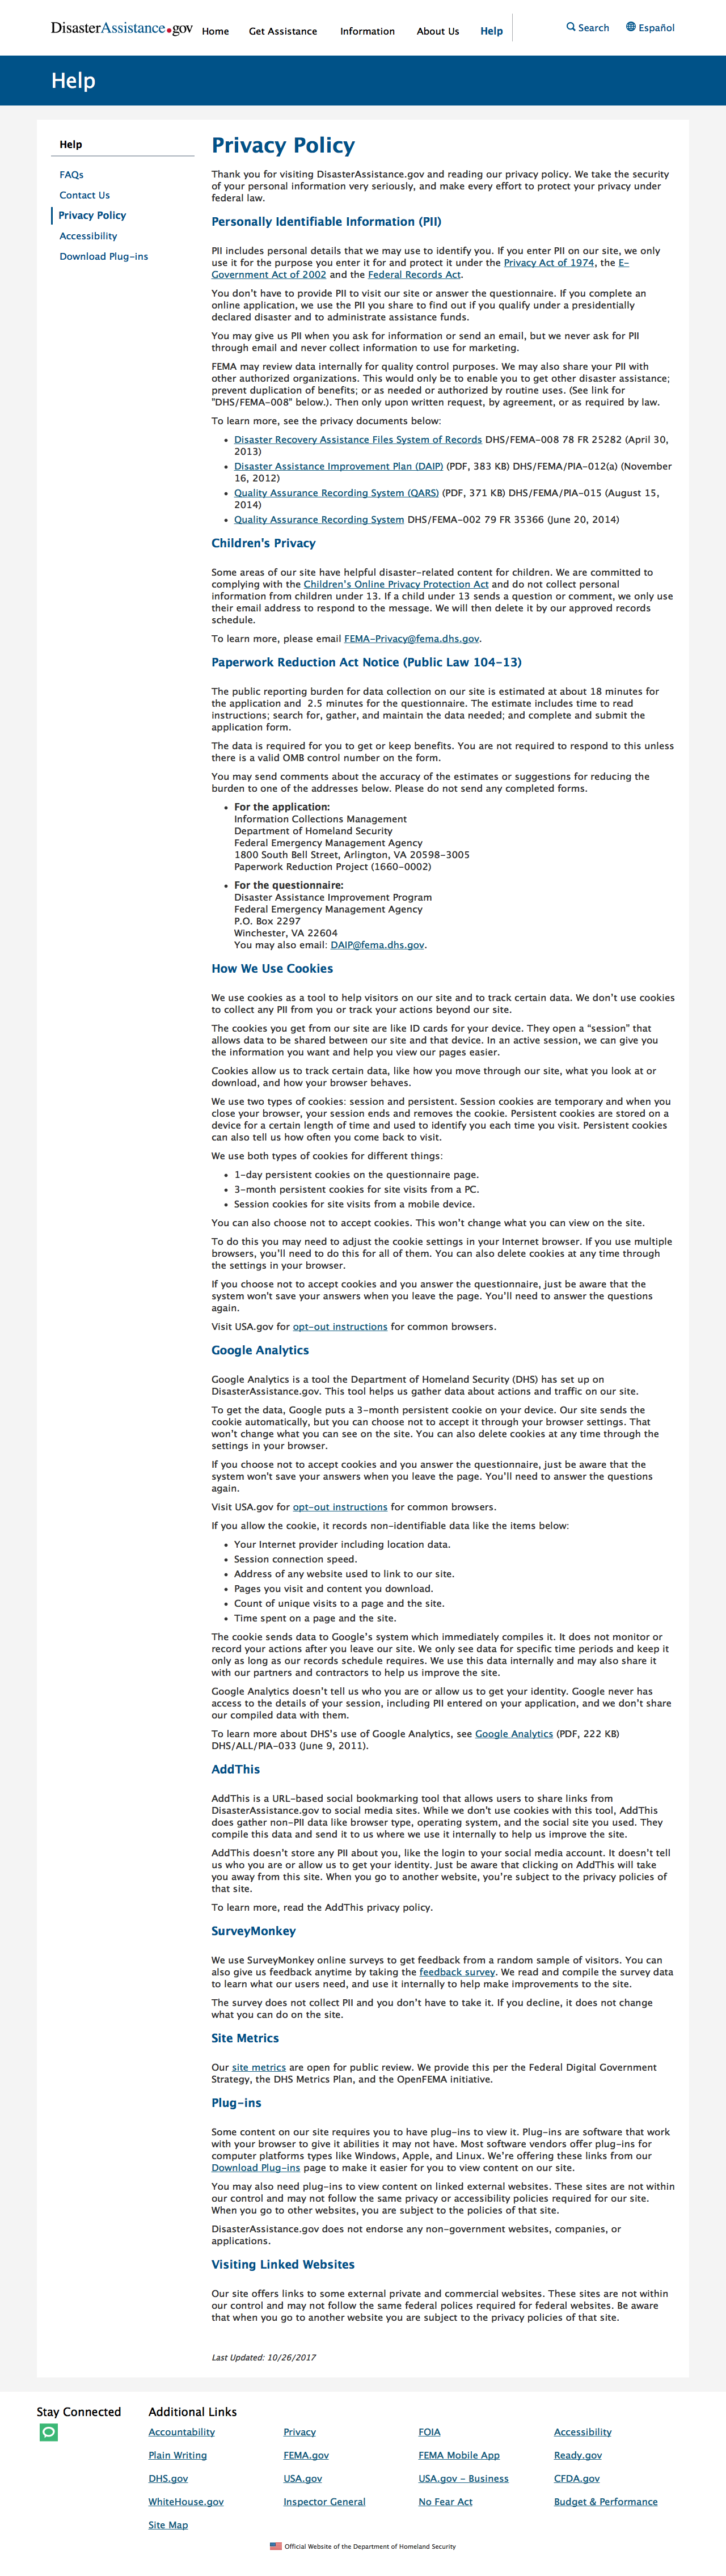 DisasterAssistance.gov Home Get Assistance Information About Us Help Search Español
Help
Help
FAQs
Contact Us
Privacy Policy
Accessibility
Download Plug-ins
Privacy Policy
Thank you for visiting DisasterAssistance.gov and reading our privacy policy. We take the security
of your personal information very seriously, and make every effort to protect your privacy under
federal law.
Personally Identifiable Information (PII)
PII includes personal details that we may use to identify you. If you enter PII on our site, we only
use it for the purpose you enter it for and protect it under the Privacy Act of 1974, the E-
Government Act of 2002 and the Federal Records Act.
You don't have to provide PII to visit our site or answer the questionnaire. If you complete an
online application, we use the PII you share to find out if you qualify under a presidentially
declared disaster and to administer assistance funds.
You may give us PII when you ask for information or send an email, but we never ask for PII
through email and never collect information to use for marketing.
FEMA may review data internally for quality control purposes. We may also share your PII with
other authorized organizations. This would only be to enable you to get other disaster assistance;
prevent duplication of benefits; or as needed or authorized by routine uses. (See link for
"DHS/FEMA-008" below.). Then only upon written request, by agreement, or as required by law.
To learn more, see the privacy documents below:
• Disaster Recovery Assistance Files System of Records DHS/FEMA-008 78 FR 25282 (April 30,
2013)
• Disaster Assistance Improvement Plan (DAIP) (PDF, 383 KB) DHS/FEMA/PIA-012(a) (November
16, 2012)
• Quality Assurance Recording System (QARS) (PDF, 371 KB) DHS/FEMA/PIA-015 (August 15,
2014)
• Quality Assurance Recording System DHS/FEMA-002 79 FR 35366 (June 20, 2014)
Children's Privacy
Some areas of our site have helpful disaster-related content for children. We are committed to
complying with the Children's Online Privacy Protection Act and do not collect personal
information from children under 13. If a child under 13 sends a question or comment, we only use
their email address to respond to the message. We will then delete it by our approved records
schedule.
To learn more, please email FEMA-Privacy@fema.dhs.gov.
Paperwork Reduction Act Notice (Public Law 104-13)
The public reporting burden for data collection on our site is estimated at about 18 minutes for
the application and 2.5 minutes for the questionnaire. The estimate includes time to read
instructions; search for, gather, and maintain the data needed; and complete and submit the
application form.
The data is required for you to get or keep benefits. You are not required to respond to this unless
there is a valid OMB control number on the form.
You may send comments about the accuracy of the estimates or suggestions for reducing the
burden to one of the addresses below. Please do not send any completed forms.
• For the application:
Information Collections Management
Department of Homeland Security
Federal Emergency Management Agency
1800 South Bell Street, Arlington, VA 20598-3005
Paperwork Reduction Project (1660-0002)
• For the questionnaire:
Disaster Assistance Improvement Program
Federal Emergency Management Agency
P.O. Box 2297
Winchester, VA 22604
You may also email: DAIP@fema.dhs.gov.
How We Use Cookies
We use cookies as a tool to help visitors on our site and to track certain data. We don't use cookies
to collect any PII from you or track your actions beyond our site.
The cookies you get from our site are like ID cards for your device. They open a “session” that
allows data to be shared between our site and that device. In an active session, we can give you
the information you want and help you view our pages easier.
Cookies allow us to track certain data, like how you move through our site, what you look at or
download, and how your browser behaves.
We use two types of cookies: session and persistent. Session cookies are temporary and when you
close your browser, your session ends and removes the cookie. Persistent cookies are stored on a
device for a certain length of time and used to identify you each time you visit. Persistent cookies
can also tell us how often you come back to visit.
We use both types of cookies for different things:
• 1-day persistent cookies on the questionnaire page.
• 3-month persistent cookies for site visits from a PC.
• Session cookies for site visits from a mobile device.
You can also choose not to accept cookies. This won't change what you can view on the site.
To do this you may need to adjust the cookie settings in your Internet browser. If you use multiple
browsers, you'll need to do this for all of them. You can also delete cookies at any time through
the settings in your browser.
If you choose not to accept cookies and you answer the questionnaire, just be aware that the
system won't save your answers when you leave the page. You'll need to answer the questions
again.
Visit USA.gov for opt-out instructions for common browsers.
Google Analytics
Google Analytics is a tool the Department of Homeland Security (DHS) has set up on
DisasterAssistance.gov. This tool helps us gather data about actions and traffic on our site.
To get the data, Google puts a 3-month persistent cookie on your device. Our site sends the
cookie automatically, but you can choose not to accept it through your browser settings. That
won't change what you can see on the site. You can also delete cookies at any time through the
settings in your browser.
If you choose not to accept cookies and you answer the questionnaire, just be aware that the
system won't save your answers when you leave the page. You'll need to answer the questions
again.
Visit USA.gov for opt-out instructions for common browsers.
If you allow the cookie, it records non-identifiable data like the items below:
• Your Internet provider including location data.
• Session connection speed.
• Address of any website used to link to our site.
• Pages you visit and content you download.
• Count of unique visits to a page and the site.
• Time spent on a page and the site.
The cookie sends data to Google's system which immediately compiles it. It does not monitor or
record your actions after you leave our site. We only see data for specific time periods and keep it
only as long as our records schedule requires. We use this data internally and may also share it
with our partners and contractors to help us improve the site.
Google Analytics doesn't tell us who you are or allow us to get your identity. Google never has
access to the details of your session, including PII entered on your application, and we don't share
our compiled data with them.
To learn more about DHS's use of Google Analytics, see Google Analytics (PDF, 222 KB)
DHS/ALL/PIA-033 (June 9, 2011).
AddThis
AddThis is a URL-based social bookmarking tool that allows users to share links from
DisasterAssistance.gov to social media sites. While we don't use cookies with this tool, AddThis
does gather non-PII data like browser type, operating system, and the social site you used. They
compile this data and send it to us where we use it internally to help us improve the site.
AddThis doesn't store any PII about you, like the login to your social media account. It doesn't tell
us who you are or allow us to get your identity. Just be aware that clicking on AddThis will take
you away from this site. When you go to another website, you're subject to the privacy policies of
that site.
To learn more, read the AddThis privacy policy.
SurveyMonkey
We use SurveyMonkey online surveys to get feedback from a random sample of visitors. You can
also give us feedback anytime by taking the feedback survey. We read and compile the survey data
to learn what our users need, and use it internally to help make improvements to the site.
The survey does not collect PII and you don't have to take it. If you decline, it does not change
what you can do on the site.
Site Metrics
Our site metrics are open for public review. We provide this per the Federal Digital Government
Strategy, the DHS Metrics Plan, and the OpenFEMA initiative.
Plug-ins
Some content on our site requires you to have plug-ins to view it. Plug-ins are software that work
with your browser to give it abilities it may not have. Most software vendors offer plug-ins for
computer platforms types like Windows, Apple, and Linux. We're offering these links from our
Download Plug-ins page to make it easier for you to view content on our site.
You may also need plug-ins to view content on linked external websites. These sites are not within
our control and may not follow the same privacy or accessibility policies required for our site.
When you go to other websites, you are subject to the policies of that site.
DisasterAssistance.gov does not endorse any non-government websites, companies, or
applications.
Visiting Linked Websites
Our site offers links to some external private and commercial websites. These sites are not within
our control and may not follow the same federal polices required for federal websites. Be aware
that when you go to another website you are subject to the privacy policies of that site.
Last Updated: 10/26/2017
Stay Connected
Additional Links
Accountability Privacy FOIA Accessibility
Plain Writing FEMA.gov FEMA Mobile App Ready.gov
DHS.gov USA.gov USA.gov - Business CFDA.gov
WhiteHouse.gov Inspector General No Fear Act Budget & Performance
Site Map
Official Website of the Department of Homeland Security